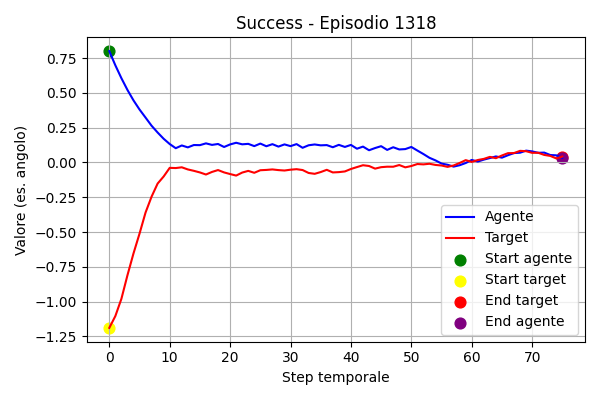 Success - Episodio 1318
Valore (es. angolo)
0.75
0.50
0.25
0.00
−0.25
−0.50
−0.75
−1.00
−1.25
0 10 20 30 40 50 60 70
Step temporale
Agente
Target
Start agente
Start target
End target
End agente